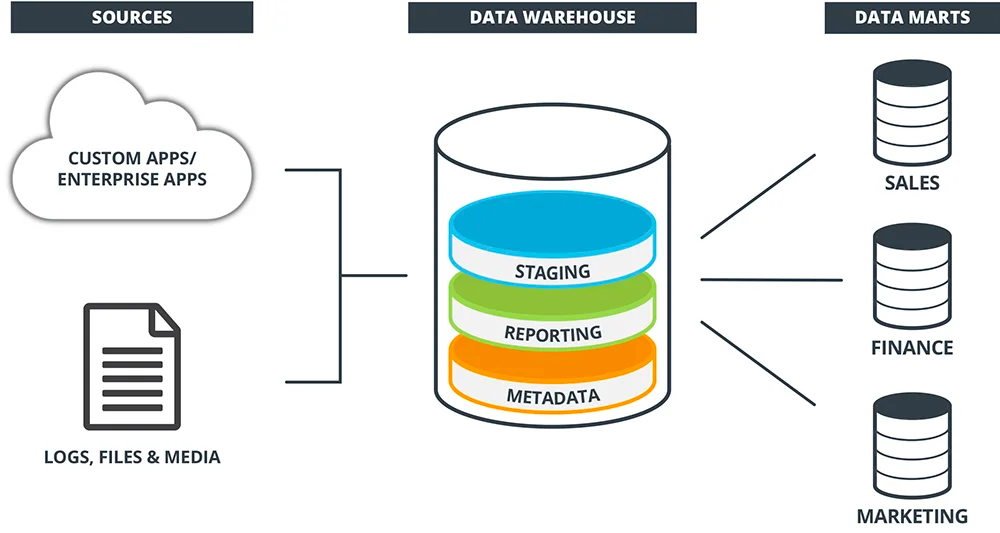 SOURCES
DATA WAREHOUSE
DATA MARTS
CUSTOM APPS/
ENTERPRISE APPS
LOGS, FILES & MEDIA
STAGING
REPORTING
METADATA
SALES
FINANCE
MARKETING